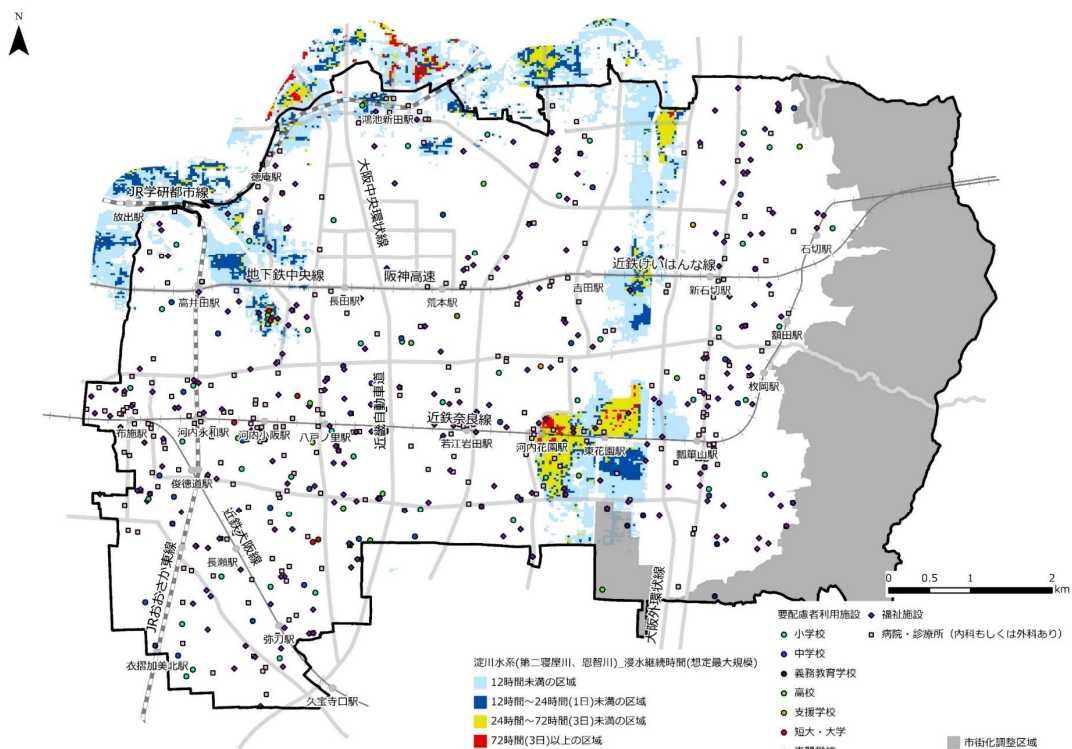 N
鴻池新田駅
徳庵駅
大阪中央環状線
JR学研都市線
放出駅
石切駅
地下鉄中央線
阪神高速
近鉄けいはんな線
吉田駅
新石切駅
高井田駅
長田駅
荒本駅
額田駅
枚岡駅
近畿自動車道
近鉄奈良線
布施駅
河内永和駅
河内小阪駅
八戸ノ里駅
若江岩田駅
河内花園駅
東花園駅
瓢箪山駅
俊徳道駅
近鉄大阪線
長瀬駅
JRおおさか東線
大阪外環状線
弥刀駅
衣摺加美北駅
久宝寺口駅
0 0.5 1 2
km
淀川水系(第二寝屋川、恩智川)_浸水継続時間(想定最大規模)
12時間未満の区域
12時間～24時間(1日)未満の区域
24時間～72時間(3日)未満の区域
72時間(3日)以上の区域
要配慮者利用施設
小学校
中学校
義務教育学校
高校
支援学校
短大・大学
福祉施設
病院・診療所（内科もしくは外科あり）
市街化調整区域